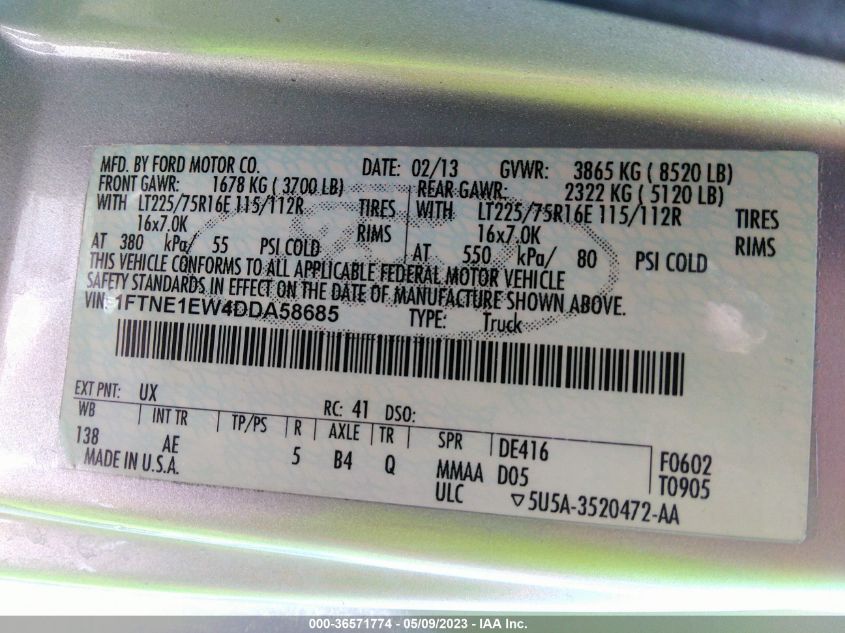 MFD. BY FORD MOTOR CO. DATE: 02/13 GVWR: 3865 KG ( 8520 LB)
FRONT GAWR: 1678 KG ( 3700 LB) REAR GAWR: 2322 KG ( 5120 LB)
WITH LT225/75R16E 115/112R TIRES WITH LT225/75R16E 115/112R TIRES
16x7.0K RIMS 16x7.0K RIMS
AT 380 kPa/ 55 PSI COLD AT 550 kPa/ 80 PSI COLD
THIS VEHICLE CONFORMS TO ALL APPLICABLE FEDERAL MOTOR VEHICLE
SAFETY STANDARDS IN EFFECT ON THE DATE OF MANUFACTURE SHOWN ABOVE.
VIN: 1FTNE1EW4DDA58685 TYPE: Truck
EXT PNT: UX RC: 41 DSO:
WB INT TR TP/PS R AXLE TR SPR DE416 F0602
138 AE 5 B4 Q MMAA D05 T0905
MADE IN U.S.A. ULC ▽5U5A-3520472-AA
000-36571774 - 05/09/2023 - IAA Inc.